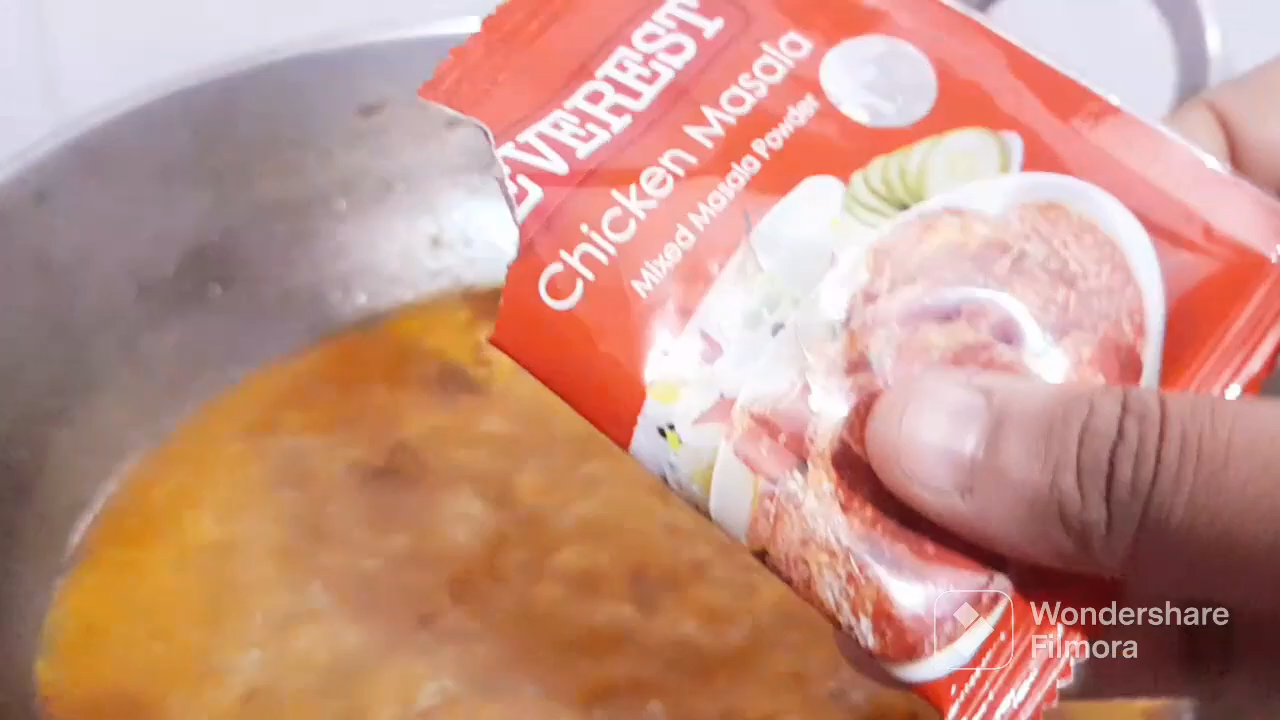 EVEREST
Chicken Masala
Mixed Masala Powder
Wondershare
Filmora